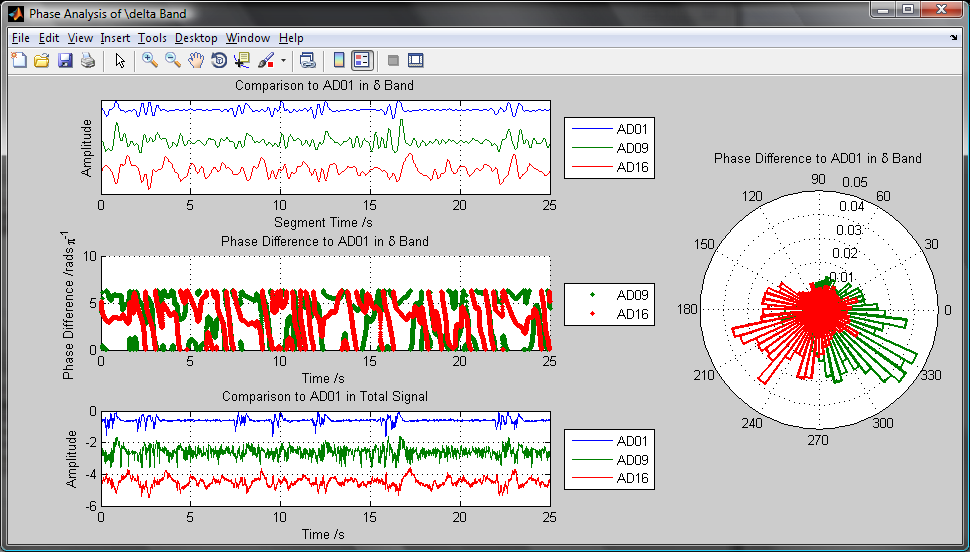 Phase Analysis of \delta Band
File Edit View Insert Tools Desktop Window Help
Comparison to AD01 in δ Band
Amplitude
0 5 10 15 20 25
Segment Time /s
AD01
AD09
AD16
Phase Difference to AD01 in δ Band
Phase Difference /rads·π⁻¹
10
5
0
0 5 10 15 20 25
Time /s
AD09
AD16
Comparison to AD01 in Total Signal
Amplitude
0
-2
-4
-6
0 5 10 15 20 25
Time /s
AD01
AD09
AD16
Phase Difference to AD01 in δ Band
90
0.05
120
60
0.04
0.03
150
30
0.02
0.01
180
0
210
330
240
300
270